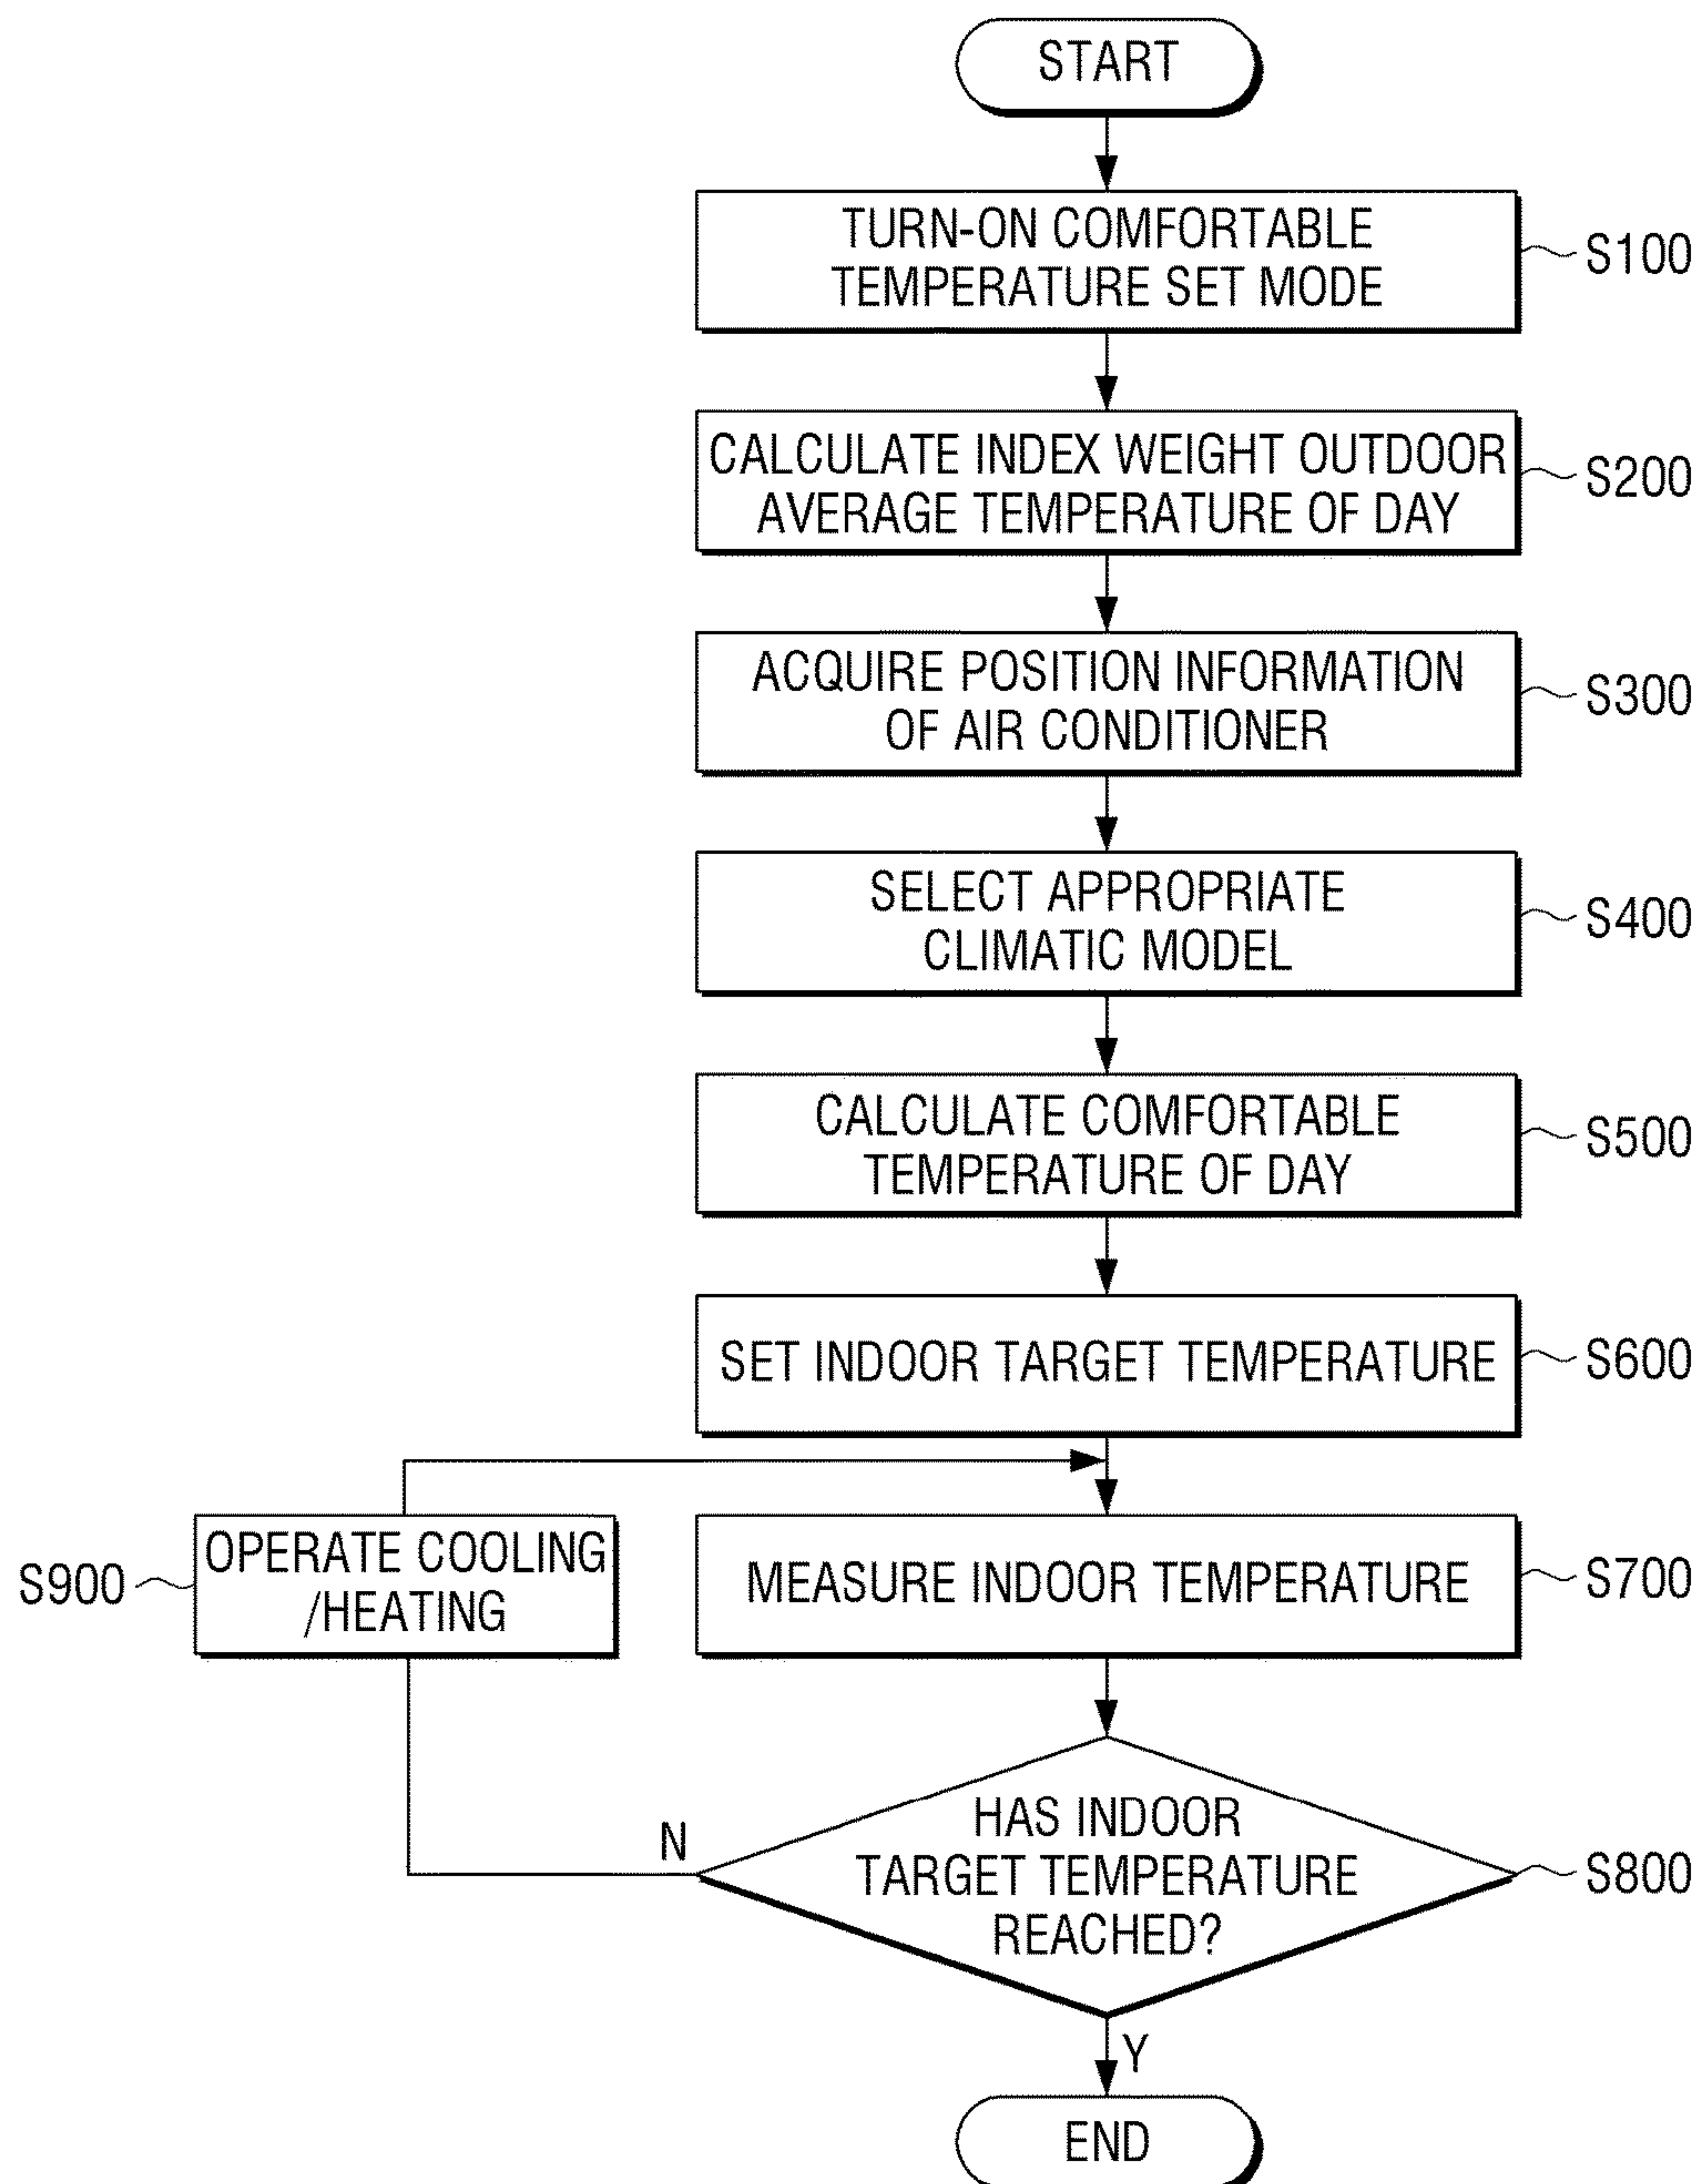 START
TURN-ON COMFORTABLE
TEMPERATURE SET MODE
S100
CALCULATE INDEX WEIGHT OUTDOOR
AVERAGE TEMPERATURE OF DAY
S200
ACQUIRE POSITION INFORMATION
OF AIR CONDITIONER
S300
SELECT APPROPRIATE
CLIMATIC MODEL
S400
CALCULATE COMFORTABLE
TEMPERATURE OF DAY
S500
SET INDOOR TARGET TEMPERATURE
S600
S900
OPERATE COOLING
/HEATING
MEASURE INDOOR TEMPERATURE
S700
N
HAS INDOOR
TARGET TEMPERATURE
REACHED?
S800
Y
END